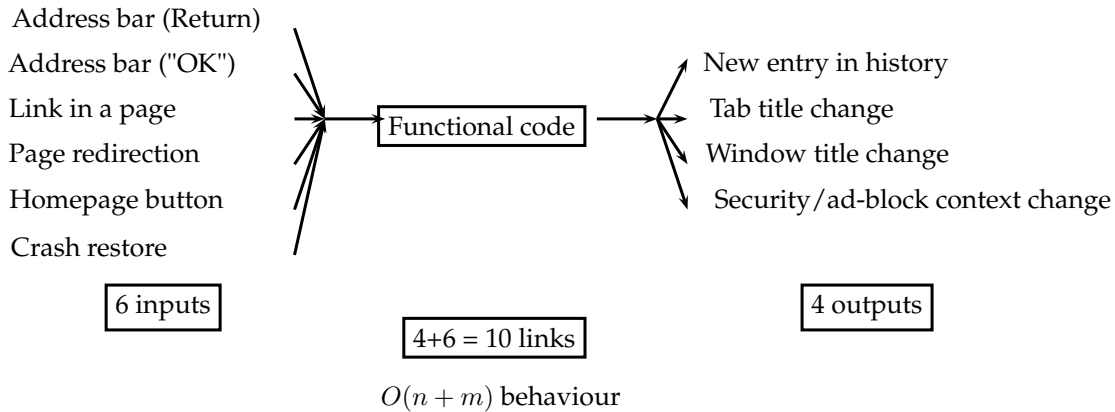 Address bar (Return)
Address bar ("OK")
Link in a page
Page redirection
Homepage button
Crash restore
6 inputs
Functional code
4+6 = 10 links
O(n + m) behaviour
New entry in history
Tab title change
Window title change
Security/ad-block context change
4 outputs